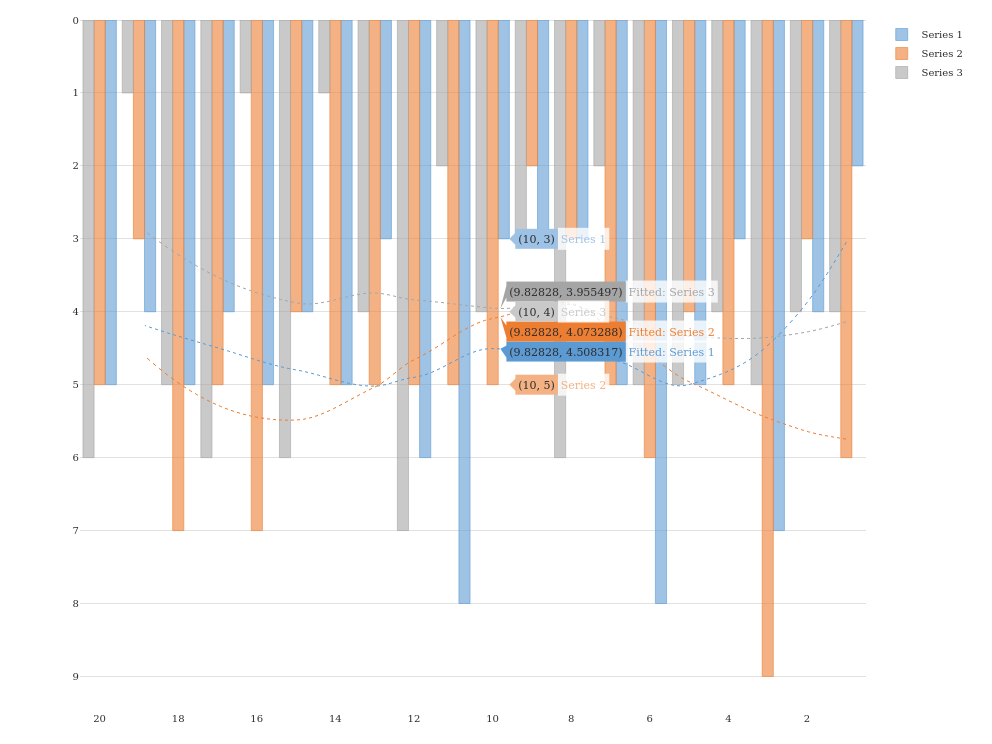 0
1
2
3
4
5
6
7
8
9
20
18
16
14
12
10
8
6
4
2
Series 1
Series 2
Series 3
(10, 3) Series 1
(9.82828, 3.955497) Fitted: Series 3
(10, 4) Series 3
(9.82828, 4.073288) Fitted: Series 2
(9.82828, 4.508317) Fitted: Series 1
(10, 5) Series 2